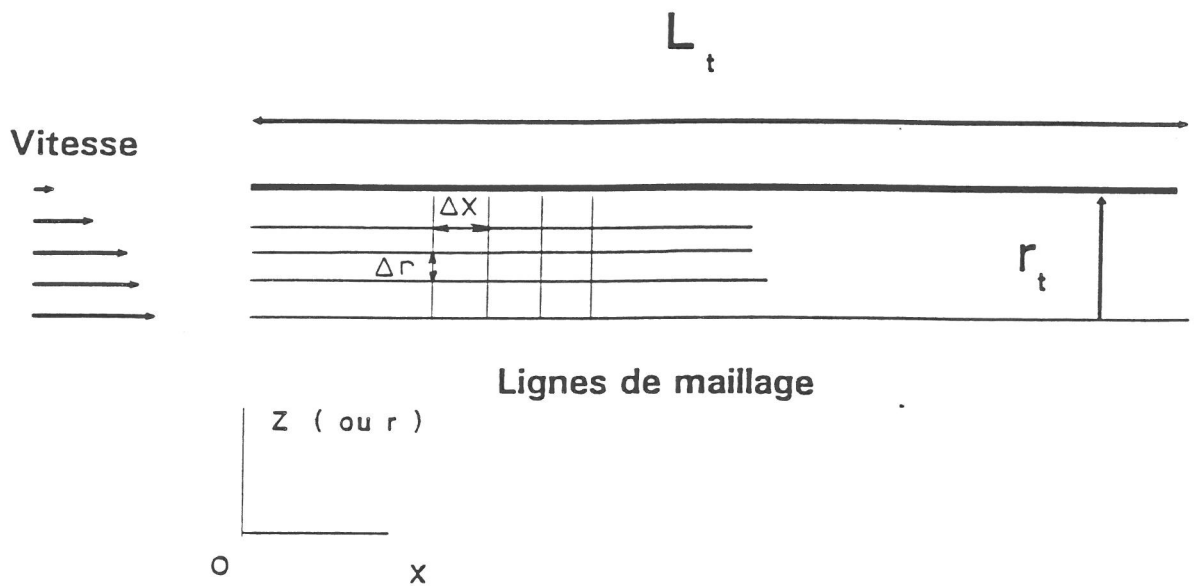 L t
Vitesse
ΔX
Δr
r t
Lignes de maillage
Z ( ou r )
O
X